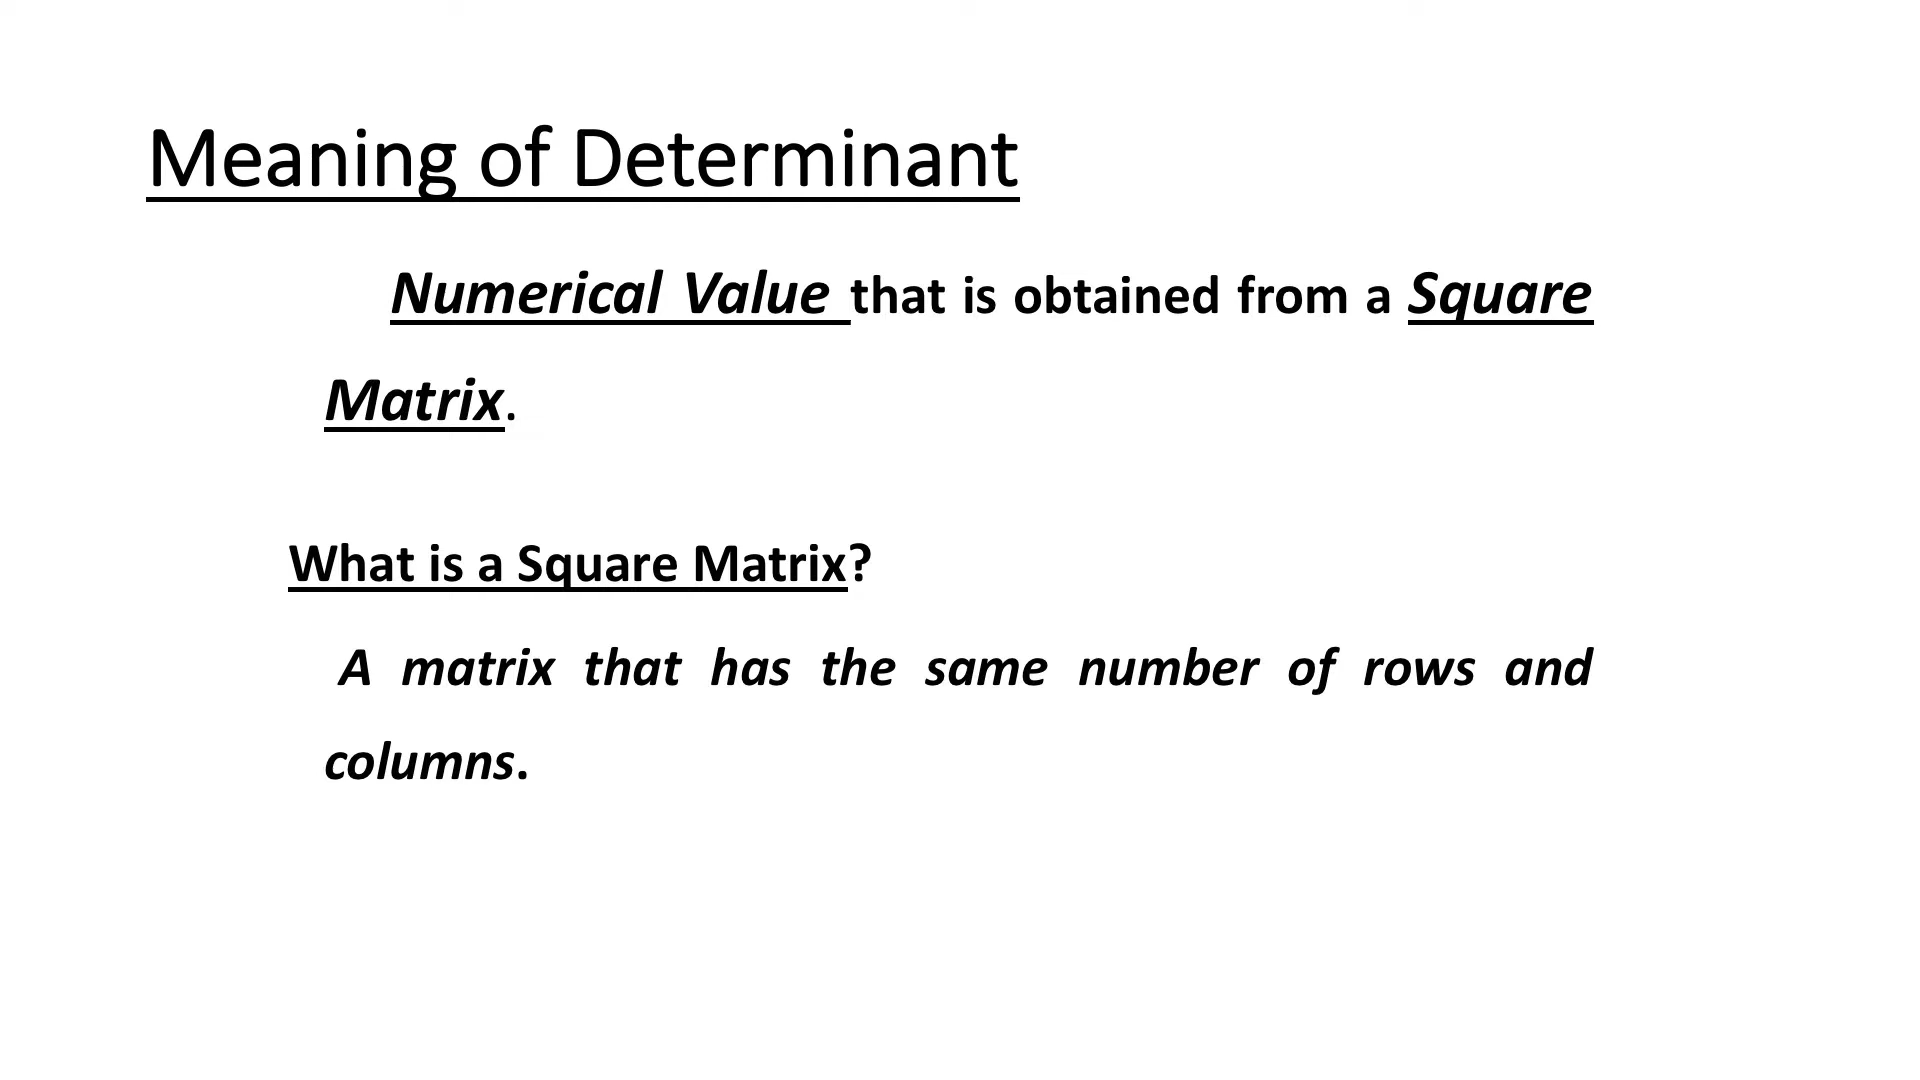 Meaning of Determinant
Numerical Value that is obtained from a Square
Matrix.
What is a Square Matrix?
A matrix that has the same number of rows and
columns.